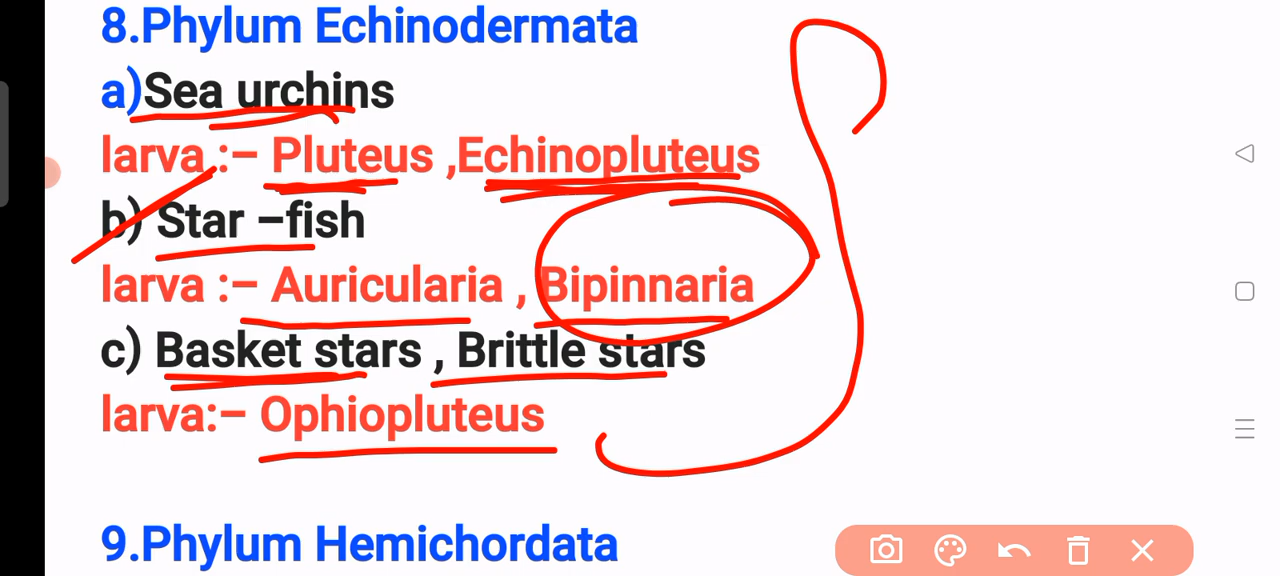 8.Phylum Echinodermata
a)Sea urchins
larva :– Pluteus ,Echinopluteus
b) Star –fish
larva :– Auricularia , Bipinnaria
c) Basket stars , Brittle stars
larva:– Ophiopluteus
9.Phylum Hemichordata